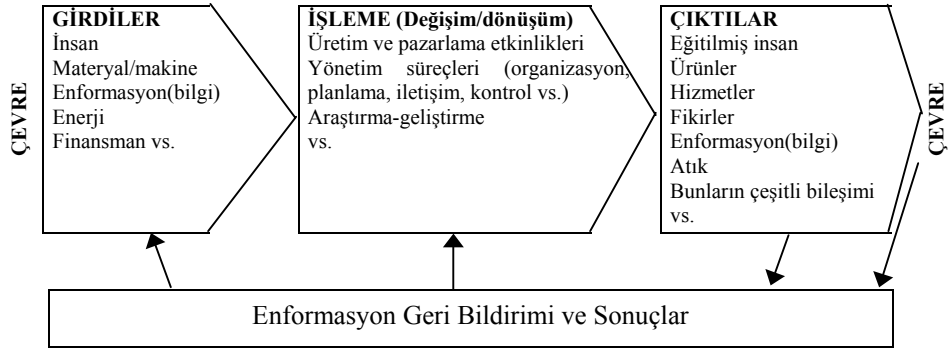 ÇEVRE
GİRDİLER
İnsan
Materyal/makine
Enformasyon(bilgi)
Enerji
Finansman vs.
İŞLEME (Değişim/dönüşüm)
Üretim ve pazarlama etkinlikleri
Yönetim süreçleri (organizasyon,
planlama, iletişim, kontrol vs.)
Araştırma-geliştirme
vs.
ÇIKTILAR
Eğitilmiş insan
Ürünler
Hizmetler
Fikirler
Enformasyon(bilgi)
Atık
Bunların çeşitli bileşimi
vs.
ÇEVRE
Enformasyon Geri Bildirimi ve Sonuçlar